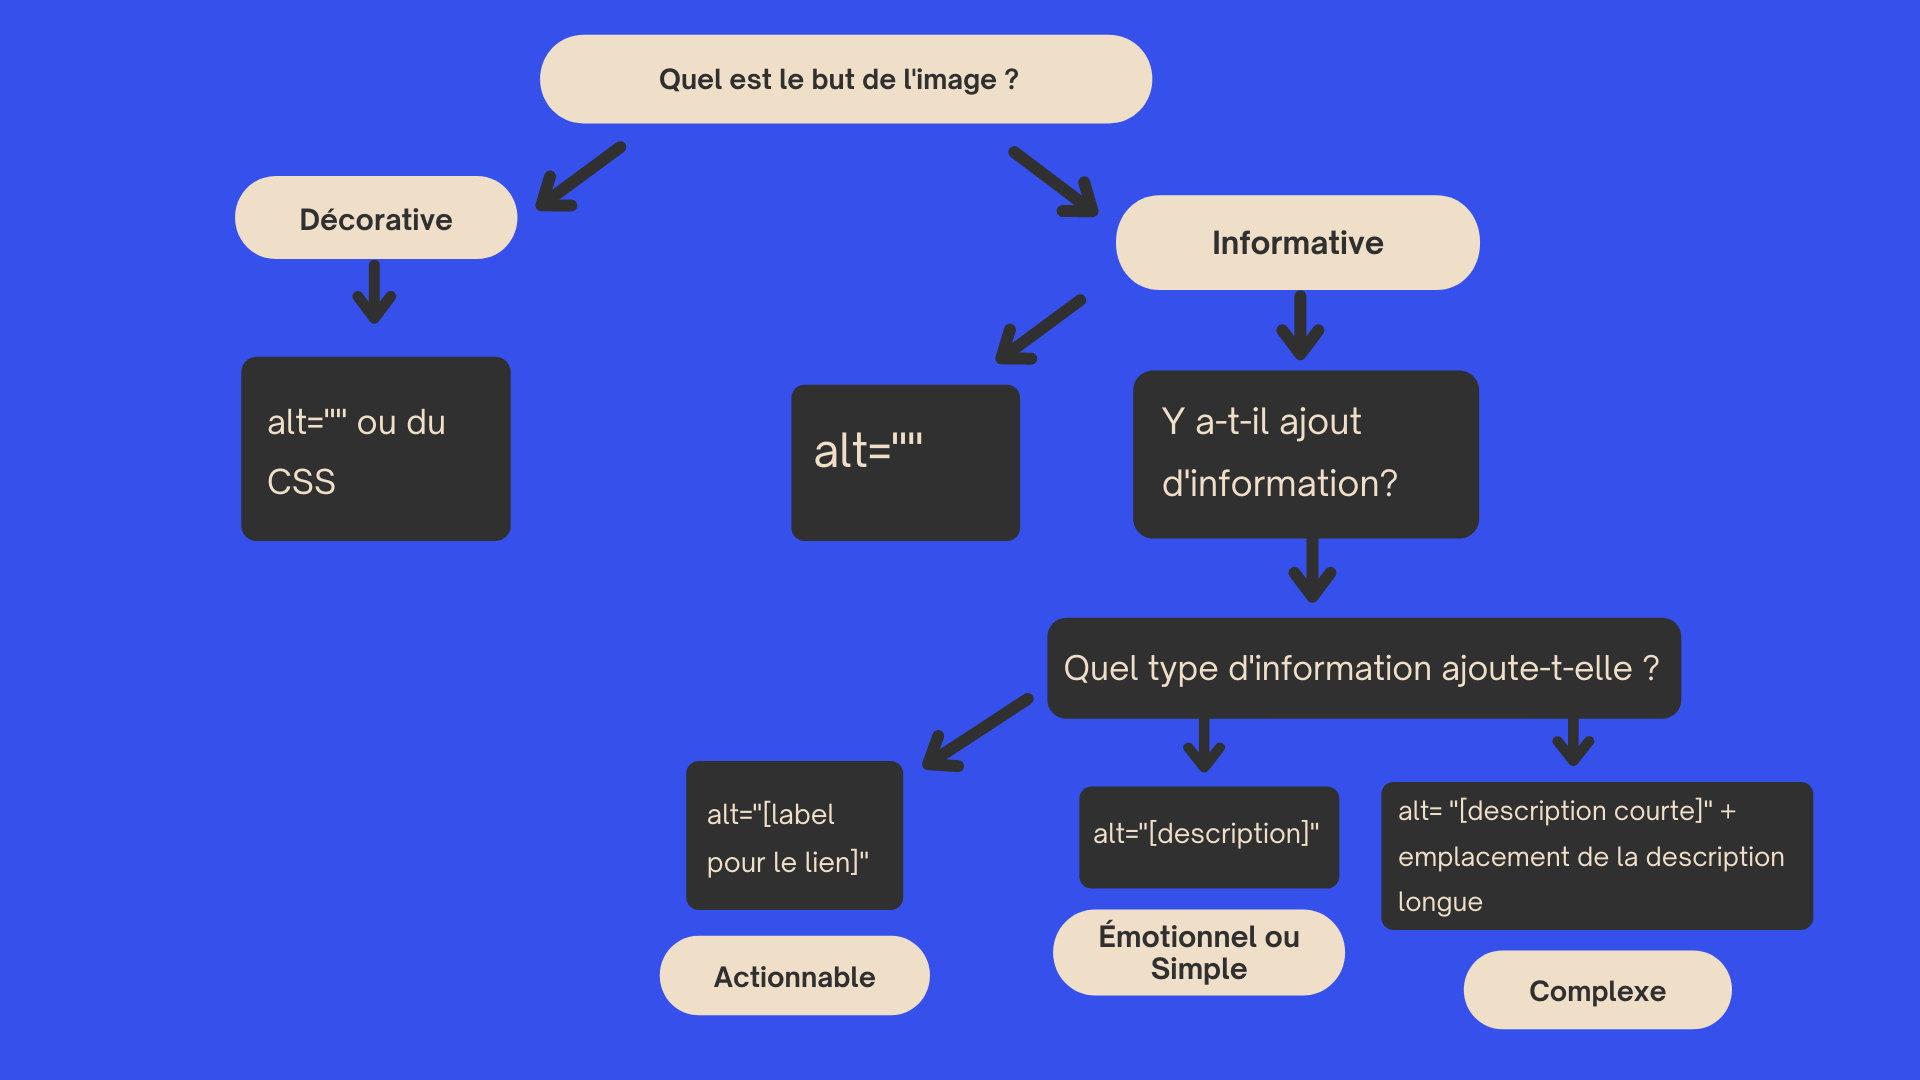 Quel est le but de l'image ?
Décorative
Informative
alt="" ou du
CSS
alt=""
Y a-t-il ajout
d'information?
Quel type d'information ajoute-t-elle ?
alt="[label
pour le lien]"
alt="[description]"
alt= "[description courte]" +
emplacement de la description
longue
Actionnable
Émotionnel ou
Simple
Complexe